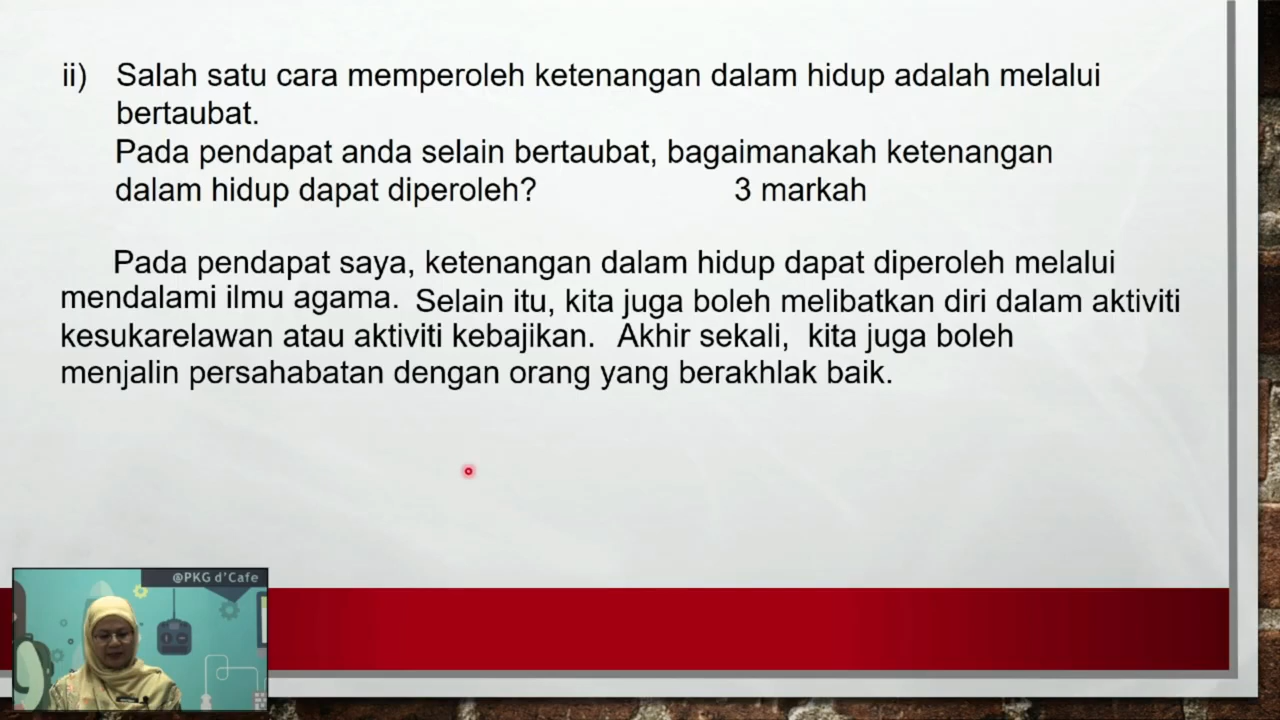 ii) Salah satu cara memperoleh ketenangan dalam hidup adalah melalui
bertaubat.
Pada pendapat anda selain bertaubat, bagaimanakah ketenangan
dalam hidup dapat diperoleh? 3 markah
Pada pendapat saya, ketenangan dalam hidup dapat diperoleh melalui
mendalami ilmu agama. Selain itu, kita juga boleh melibatkan diri dalam aktiviti
kesukarelawan atau aktiviti kebajikan. Akhir sekali, kita juga boleh
menjalin persahabatan dengan orang yang berakhlak baik.
@PKG d'Cafe